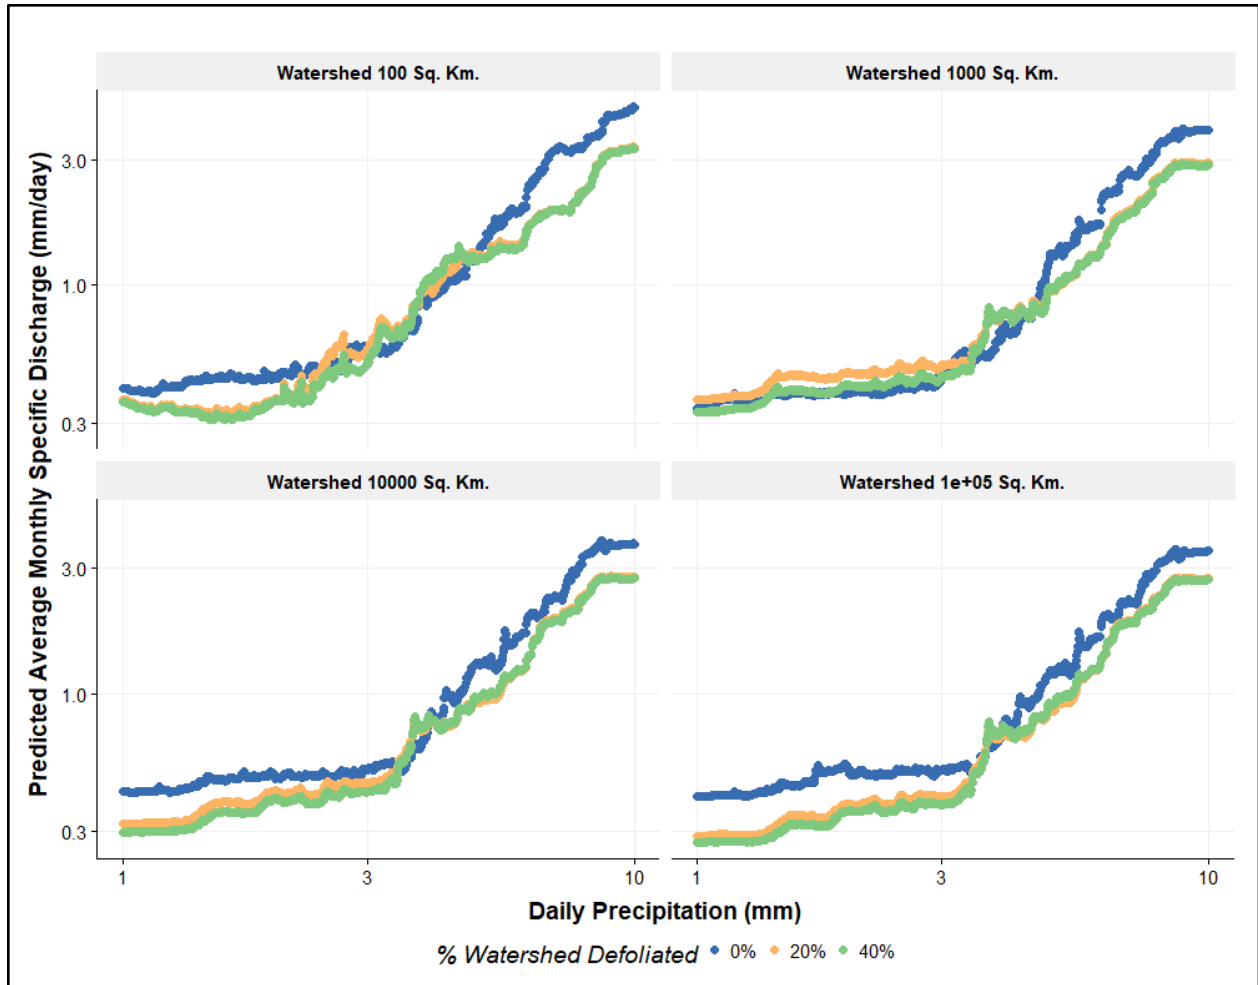 Watershed 100 Sq. Km.
Watershed 1000 Sq. Km.
3.0
1.0
0.3
Watershed 10000 Sq. Km.
Watershed 1e+05 Sq. Km.
3.0
1.0
0.3
1
3
10
1
3
10
Predicted Average Monthly Specific Discharge (mm/day)
Daily Precipitation (mm)
% Watershed Defoliated 0% 20% 40%